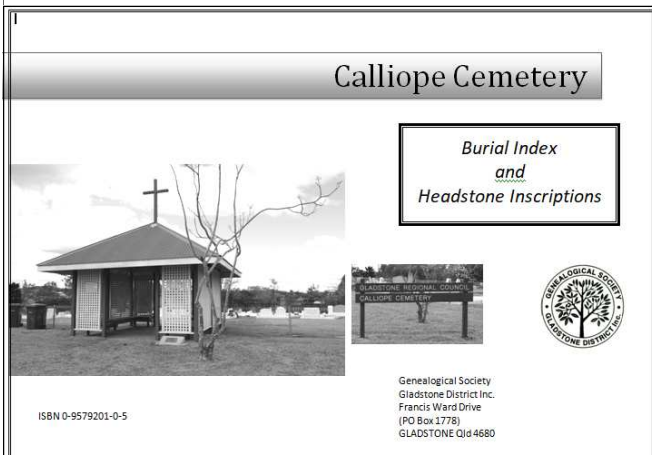 Calliope Cemetery
Burial Index
and
Headstone Inscriptions
GLADSTONE REGIONAL COUNCIL
CALLIOPE CEMETERY
GENEALOGICAL SOCIETY
GLADSTONE DISTRICT Inc.
Genealogical Society
Gladstone District Inc.
Francis Ward Drive
(PO Box 1778)
GLADSTONE Qld 4680
ISBN 0-9579201-0-5